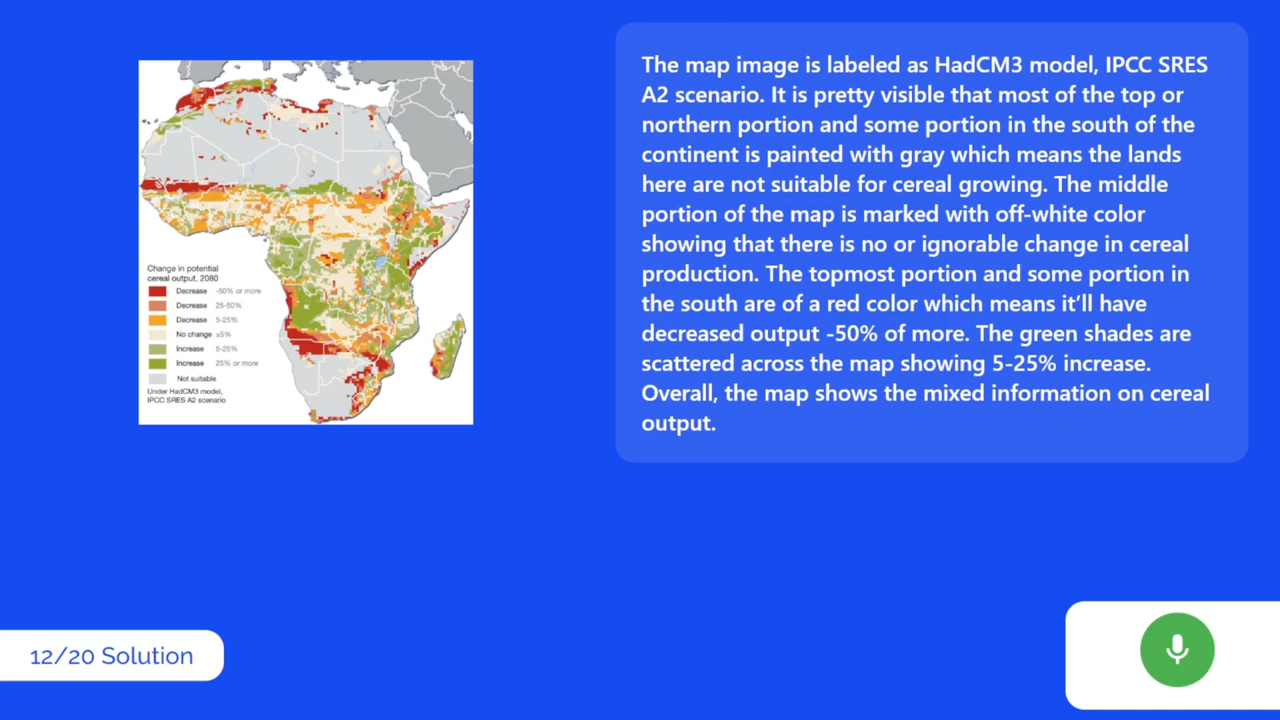 The map image is labeled as HadCM3 model, IPCC SRES
A2 scenario. It is pretty visible that most of the top or
northern portion and some portion in the south of the
continent is painted with gray which means the lands
here are not suitable for cereal growing. The middle
portion of the map is marked with off-white color
showing that there is no or ignorable change in cereal
production. The topmost portion and some portion in
the south are of a red color which means it’ll have
decreased output -50% of more. The green shades are
scattered across the map showing 5-25% increase.
Overall, the map shows the mixed information on cereal
output.
Change in potential
cereal output, 2080
Decrease -50% or more
Decrease 25-50%
Decrease 5-25%
No change ±5%
Increase 5-25%
Increase 25% or more
Not suitable
Under HadCM3 model,
IPCC SRES A2 scenario
12/20 Solution